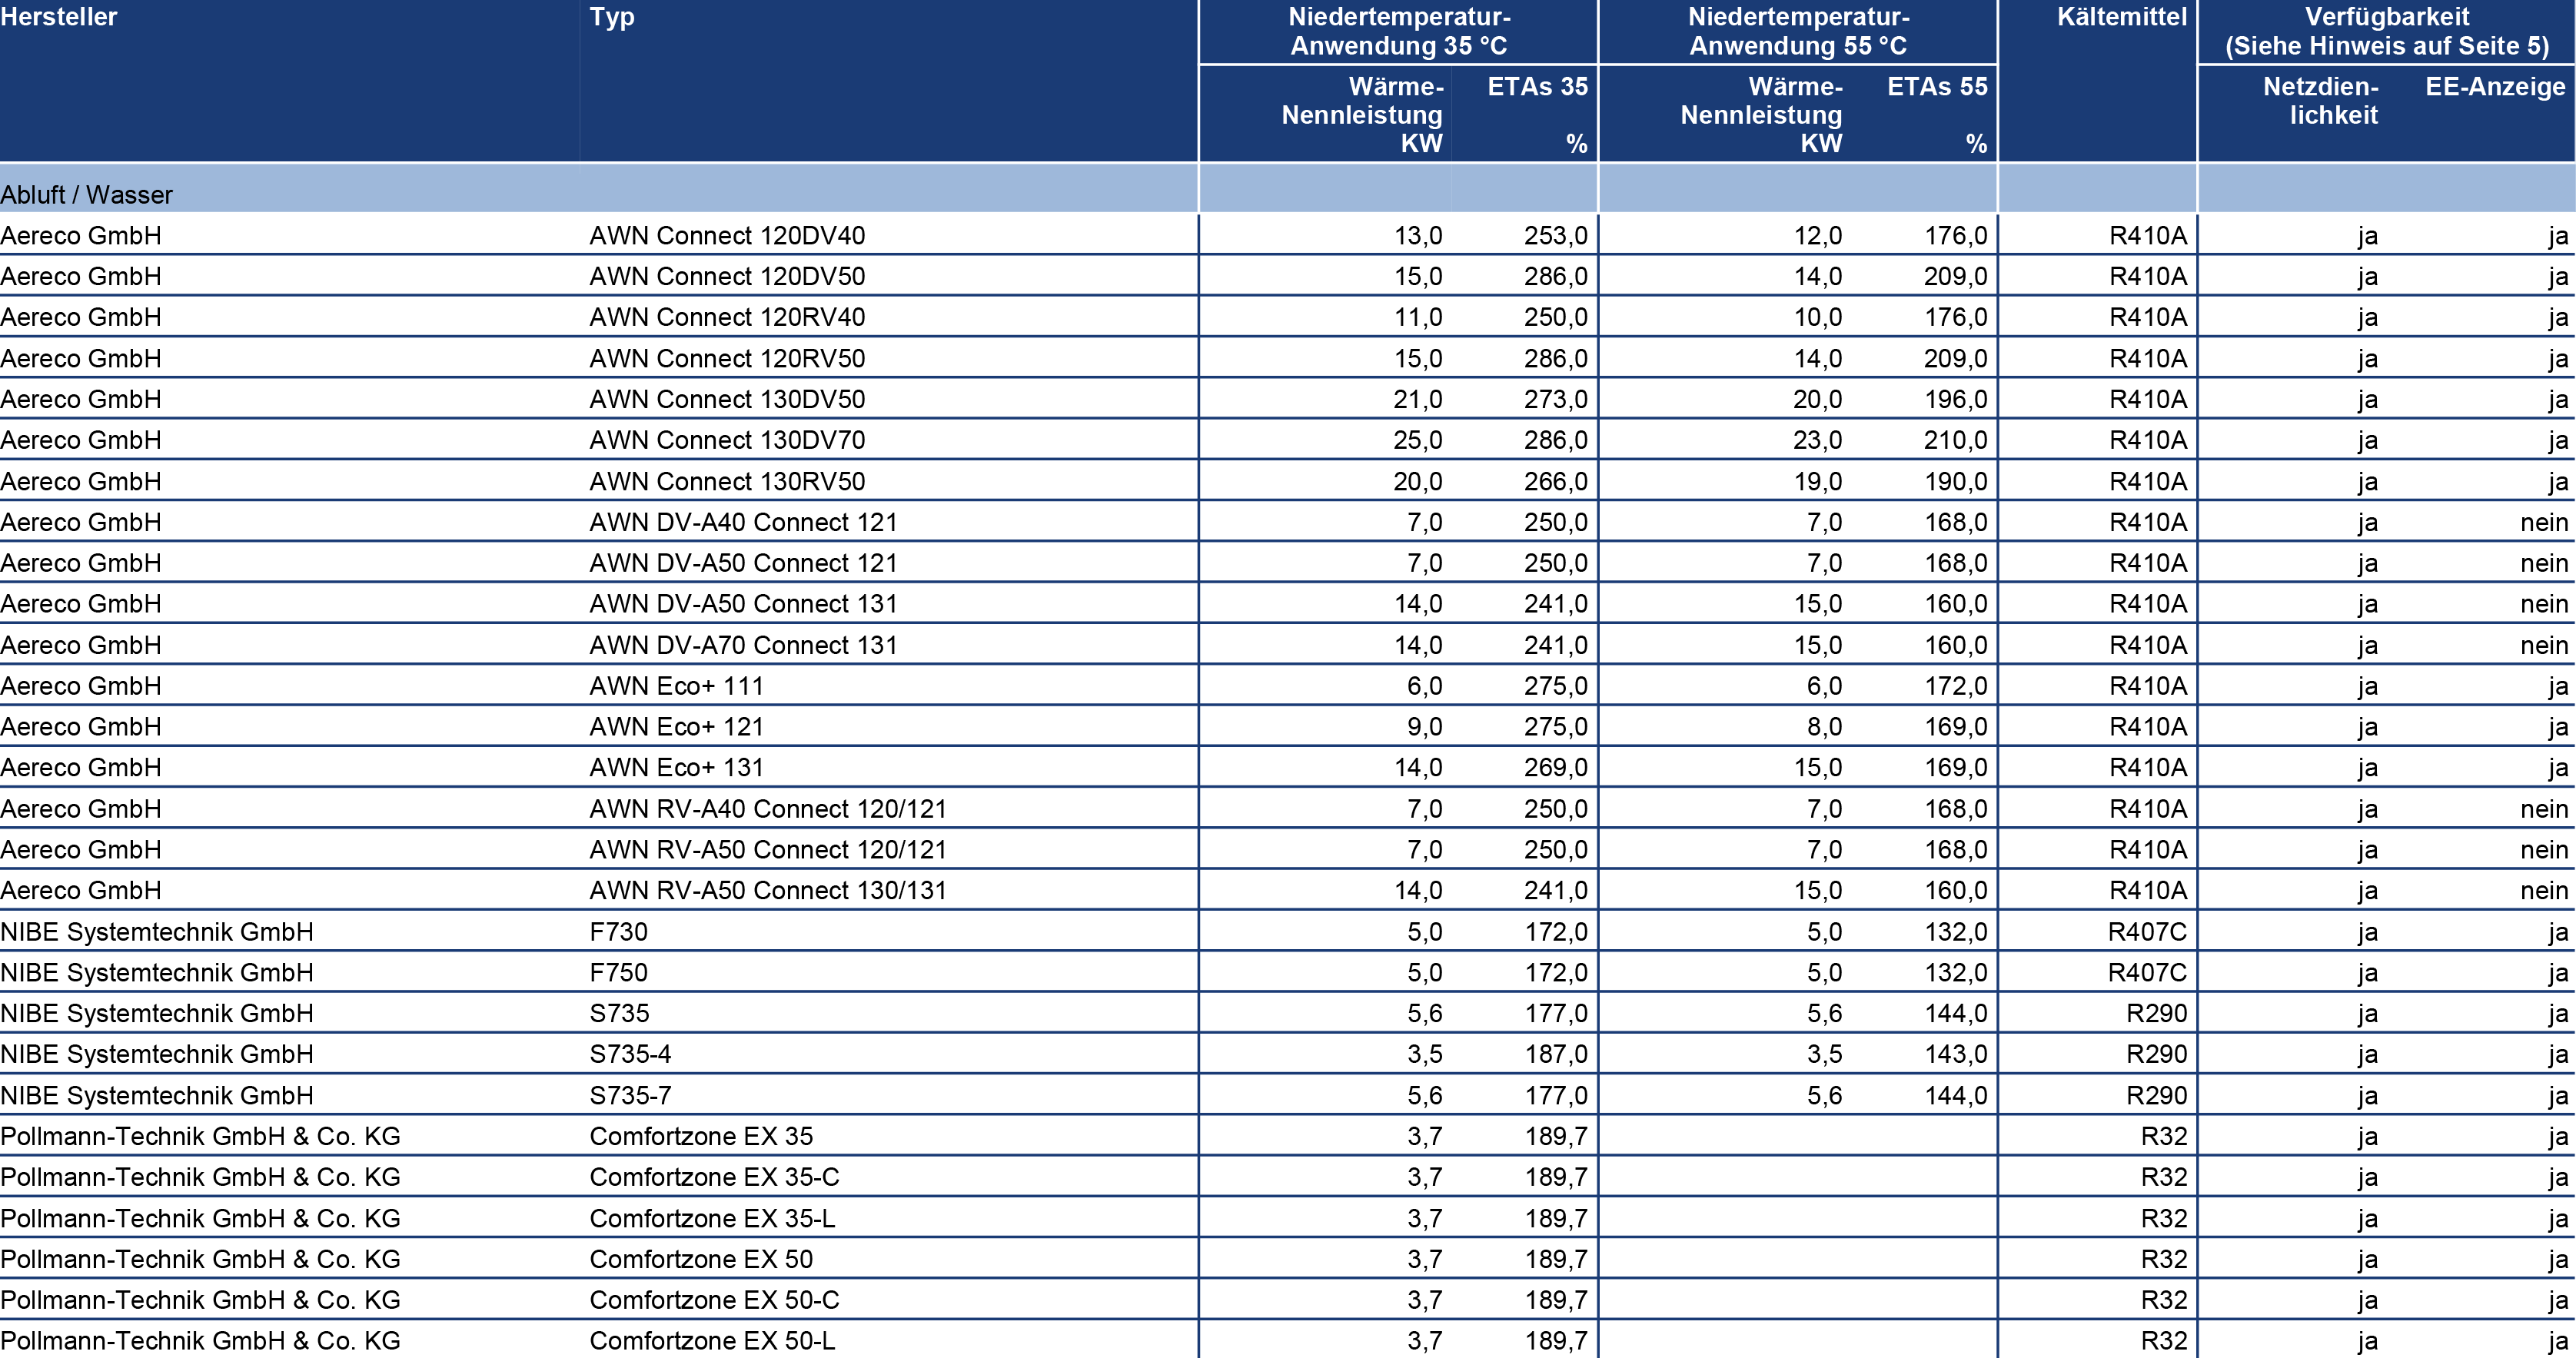 Hersteller Typ Niedertemperatur- Niedertemperatur- Kältemittel Verfügbarkeit
Anwendung 35 °C Anwendung 55 °C (Siehe Hinweis auf Seite 5)
Wärme- ETAs 35 Wärme- ETAs 55 Netzdien- EE-Anzeige
Nennleistung Nennleistung lichkeit
KW % KW %
Abluft / Wasser
Aereco GmbH AWN Connect 120DV40 13,0 253,0 12,0 176,0 R410A ja ja
Aereco GmbH AWN Connect 120DV50 15,0 286,0 14,0 209,0 R410A ja ja
Aereco GmbH AWN Connect 120RV40 11,0 250,0 10,0 176,0 R410A ja ja
Aereco GmbH AWN Connect 120RV50 15,0 286,0 14,0 209,0 R410A ja ja
Aereco GmbH AWN Connect 130DV50 21,0 273,0 20,0 196,0 R410A ja ja
Aereco GmbH AWN Connect 130DV70 25,0 286,0 23,0 210,0 R410A ja ja
Aereco GmbH AWN Connect 130RV50 20,0 266,0 19,0 190,0 R410A ja ja
Aereco GmbH AWN DV-A40 Connect 121 7,0 250,0 7,0 168,0 R410A ja nein
Aereco GmbH AWN DV-A50 Connect 121 7,0 250,0 7,0 168,0 R410A ja nein
Aereco GmbH AWN DV-A50 Connect 131 14,0 241,0 15,0 160,0 R410A ja nein
Aereco GmbH AWN DV-A70 Connect 131 14,0 241,0 15,0 160,0 R410A ja nein
Aereco GmbH AWN Eco+ 111 6,0 275,0 6,0 172,0 R410A ja ja
Aereco GmbH AWN Eco+ 121 9,0 275,0 8,0 169,0 R410A ja ja
Aereco GmbH AWN Eco+ 131 14,0 269,0 15,0 169,0 R410A ja ja
Aereco GmbH AWN RV-A40 Connect 120/121 7,0 250,0 7,0 168,0 R410A ja nein
Aereco GmbH AWN RV-A50 Connect 120/121 7,0 250,0 7,0 168,0 R410A ja nein
Aereco GmbH AWN RV-A50 Connect 130/131 14,0 241,0 15,0 160,0 R410A ja nein
NIBE Systemtechnik GmbH F730 5,0 172,0 5,0 132,0 R407C ja ja
NIBE Systemtechnik GmbH F750 5,0 172,0 5,0 132,0 R407C ja ja
NIBE Systemtechnik GmbH S735 5,6 177,0 5,6 144,0 R290 ja ja
NIBE Systemtechnik GmbH S735-4 3,5 187,0 3,5 143,0 R290 ja ja
NIBE Systemtechnik GmbH S735-7 5,6 177,0 5,6 144,0 R290 ja ja
Pollmann-Technik GmbH & Co. KG Comfortzone EX 35 3,7 189,7 R32 ja ja
Pollmann-Technik GmbH & Co. KG Comfortzone EX 35-C 3,7 189,7 R32 ja ja
Pollmann-Technik GmbH & Co. KG Comfortzone EX 35-L 3,7 189,7 R32 ja ja
Pollmann-Technik GmbH & Co. KG Comfortzone EX 50 3,7 189,7 R32 ja ja
Pollmann-Technik GmbH & Co. KG Comfortzone EX 50-C 3,7 189,7 R32 ja ja
Pollmann-Technik GmbH & Co. KG Comfortzone EX 50-L 3,7 189,7 R32 ja ja